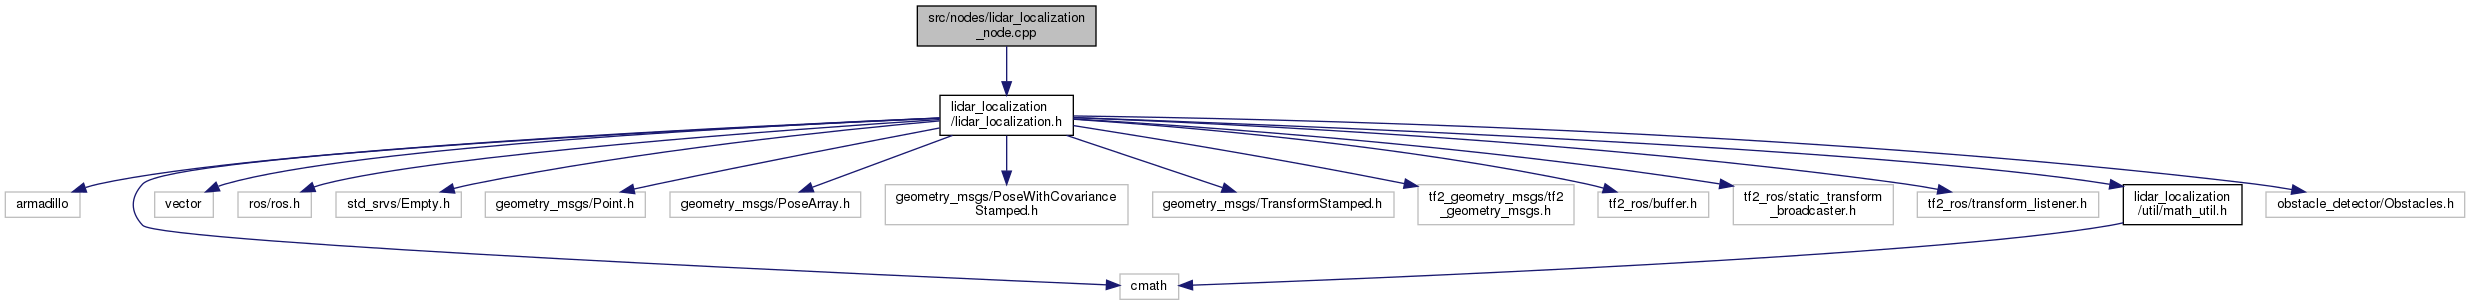 src/nodes/lidar_localization
_node.cpp
lidar_localization
/lidar_localization.h
armadillo
vector
ros/ros.h
std_srvs/Empty.h
geometry_msgs/Point.h
geometry_msgs/PoseArray.h
geometry_msgs/PoseWithCovariance
Stamped.h
geometry_msgs/TransformStamped.h
tf2_geometry_msgs/tf2
_geometry_msgs.h
tf2_ros/buffer.h
tf2_ros/static_transform
_broadcaster.h
tf2_ros/transform_listener.h
lidar_localization
/util/math_util.h
obstacle_detector/Obstacles.h
cmath